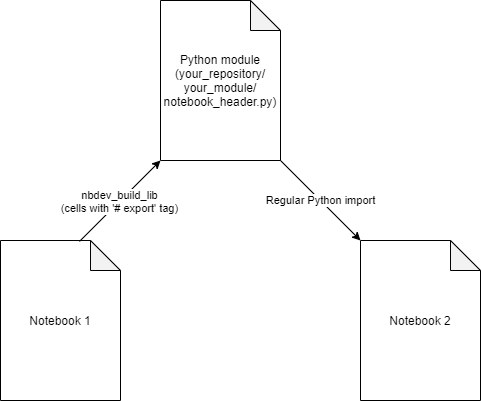 Python module
(your_repository/
your_module/
notebook_header.py)
nbdev_build_lib
(cells with '# export' tag)
Regular Python import
Notebook 1
Notebook 2